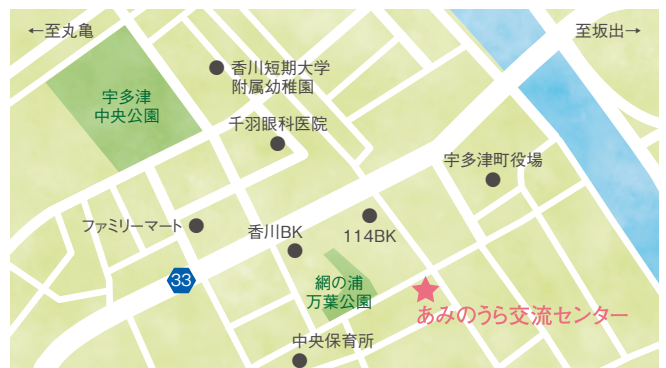 ←至丸亀
至坂出→
香川短期大学
附属幼稚園
宇多津
中央公園
千羽眼科医院
宇多津町役場
ファミリーマート
香川BK
114BK
33
網の浦
万葉公園
あみのうら交流センター
中央保育所